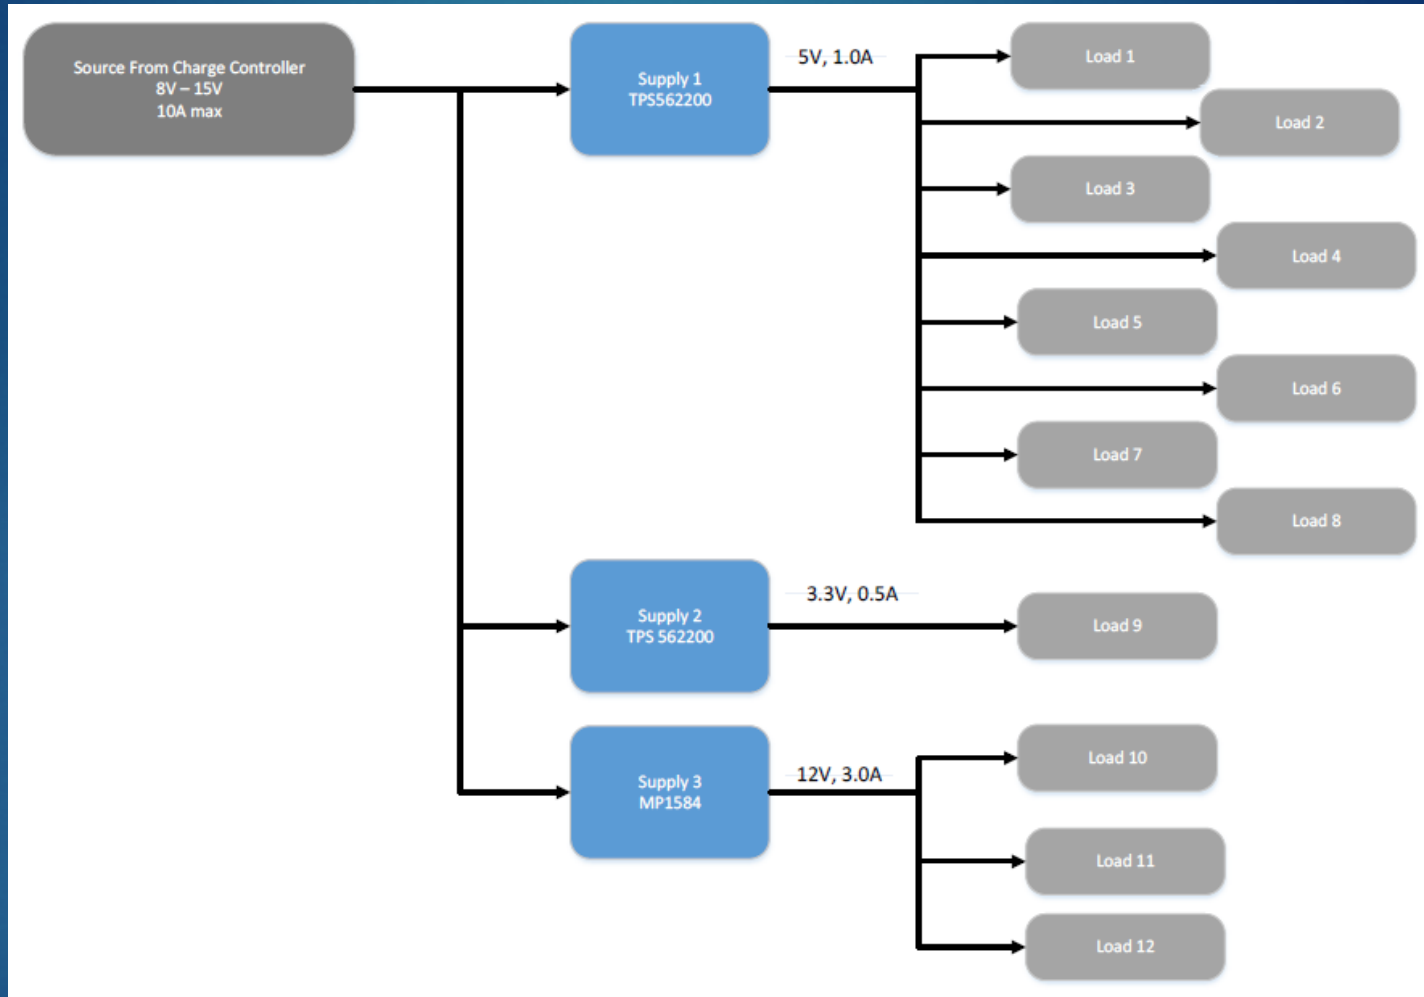 Source From Charge Controller
8V – 15V
10A max
Supply 1
TPS562200
5V, 1.0A
Load 1
Load 2
Load 3
Load 4
Load 5
Load 6
Load 7
Load 8
Supply 2
TPS 562200
3.3V, 0.5A
Load 9
Supply 3
MP1584
12V, 3.0A
Load 10
Load 11
Load 12